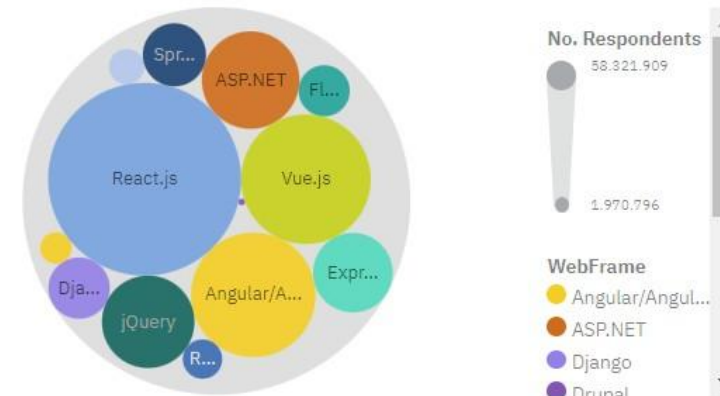 Spr...
ASP.NET
Fl...
React.js
Vue.js
Dja...
jQuery
Angular/A...
Expr...
R...
No. Respondents
58.321.909
1.970.796
WebFrame
Angular/Angul...
ASP.NET
Django
Drupal